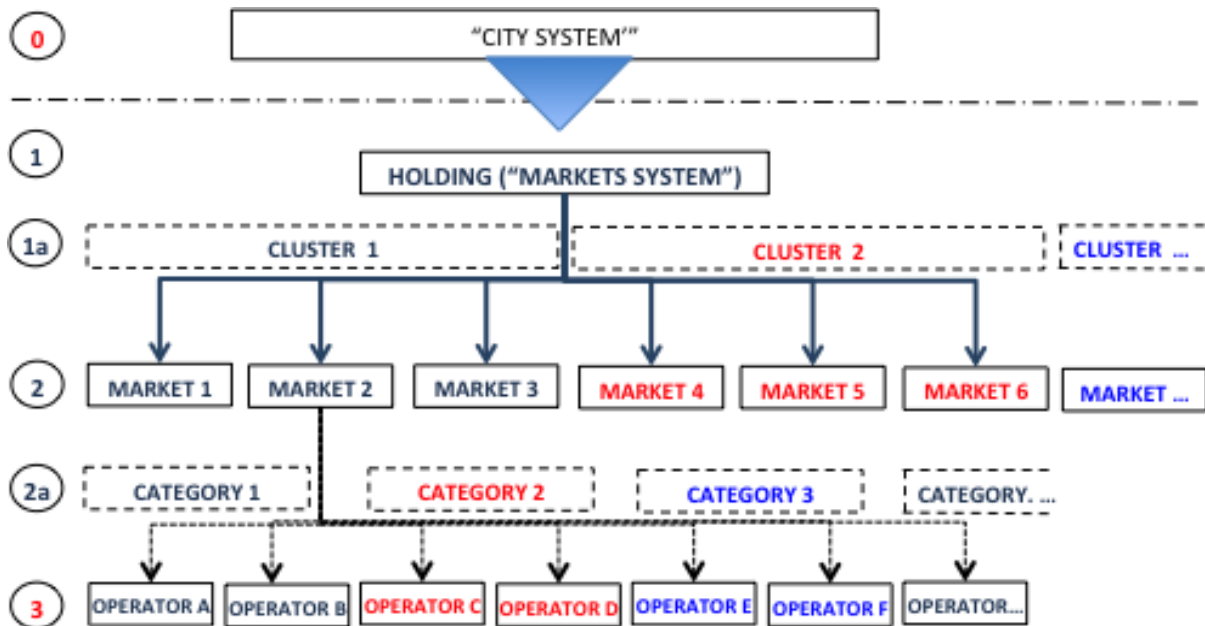 0
“CITY SYSTEM’”
1
HOLDING (“MARKETS SYSTEM”)
1a
CLUSTER 1
CLUSTER 2
CLUSTER ...
2
MARKET 1
MARKET 2
MARKET 3
MARKET 4
MARKET 5
MARKET 6
MARKET ...
2a
CATEGORY 1
CATEGORY 2
CATEGORY 3
CATEGORY. ...
3
OPERATOR A
OPERATOR B
OPERATOR C
OPERATOR D
OPERATOR E
OPERATOR F
OPERATOR...